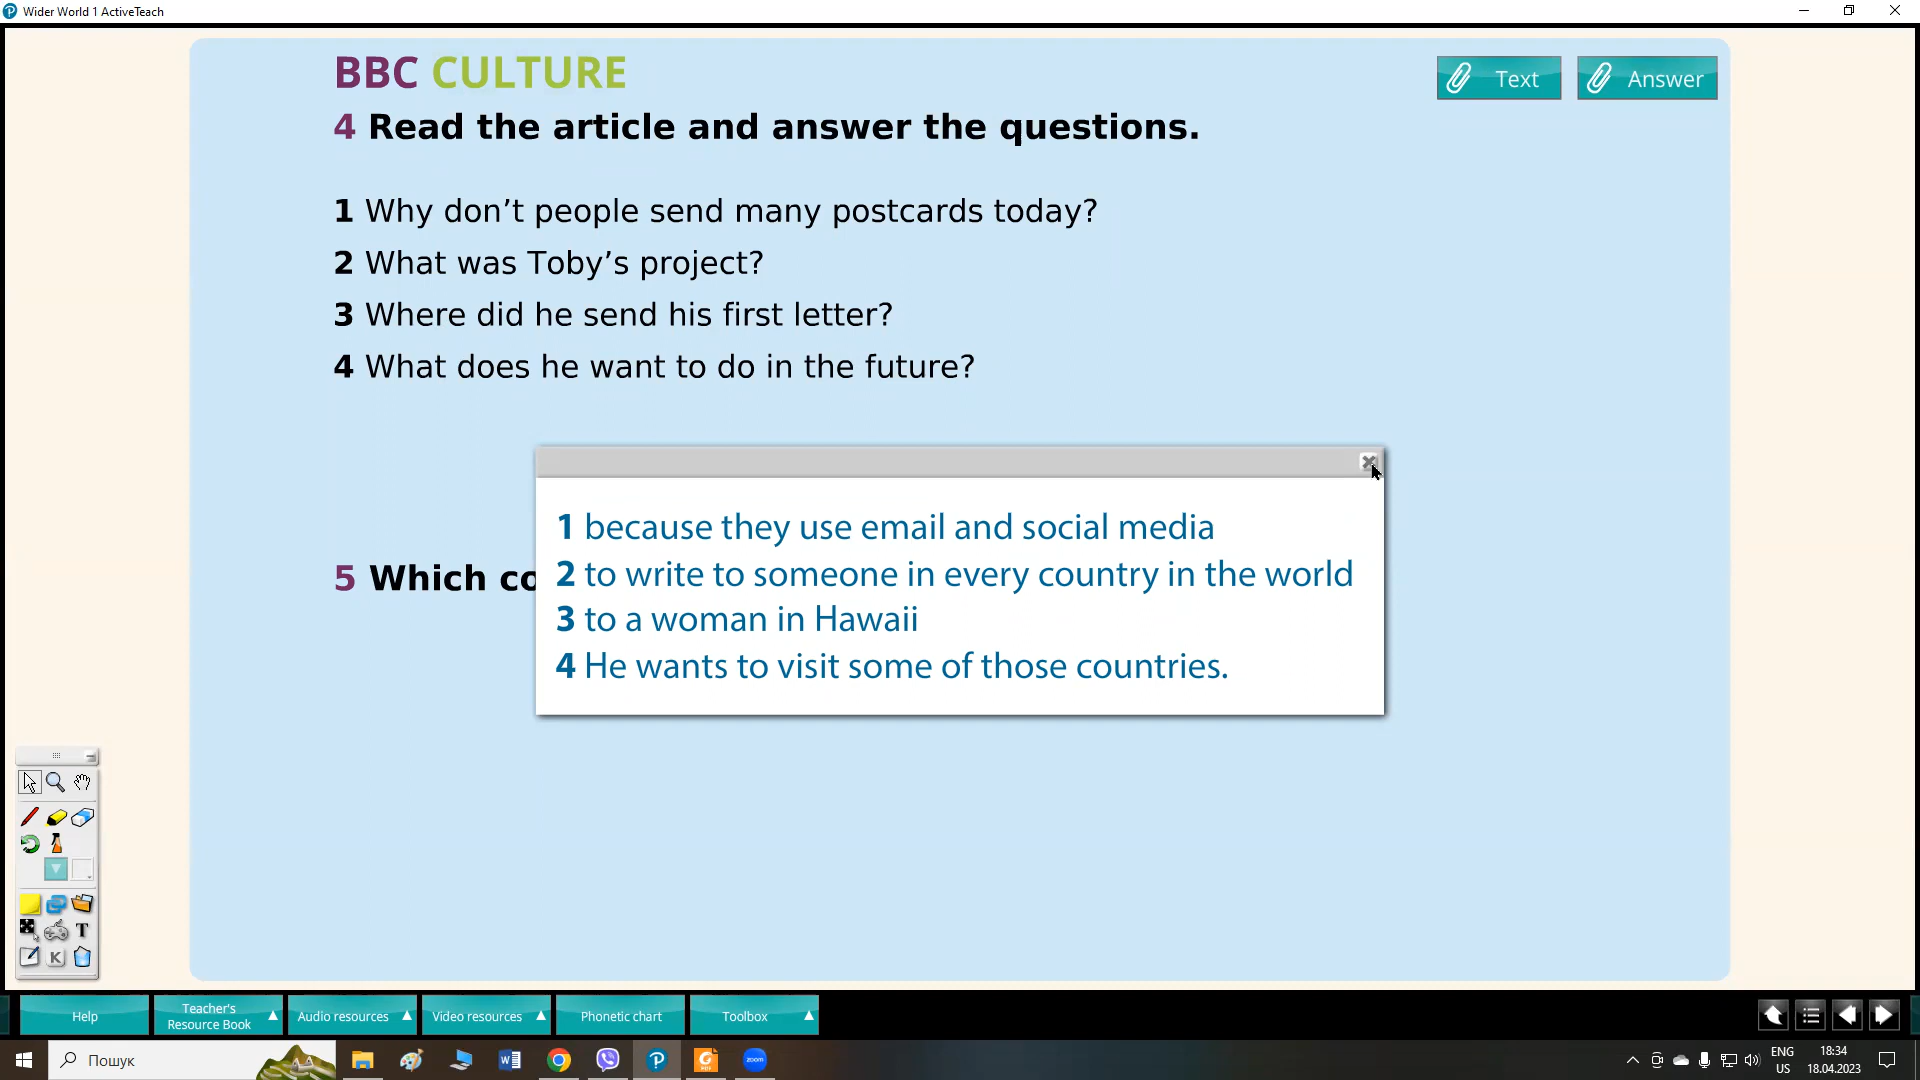 Wider World 1 ActiveTeach
BBC CULTURE
Text
Answer
4 Read the article and answer the questions.
1 Why don’t people send many postcards today?
2 What was Toby’s project?
3 Where did he send his first letter?
4 What does he want to do in the future?
1 because they use email and social media
2 to write to someone in every country in the world
3 to a woman in Hawaii
4 He wants to visit some of those countries.
5 Which co
T
K
Help
Teacher's
Resource Book
Audio resources
Video resources
Phonetic chart
Toolbox
Пошук
zoom
ENG
US
18:34
18.04.2023